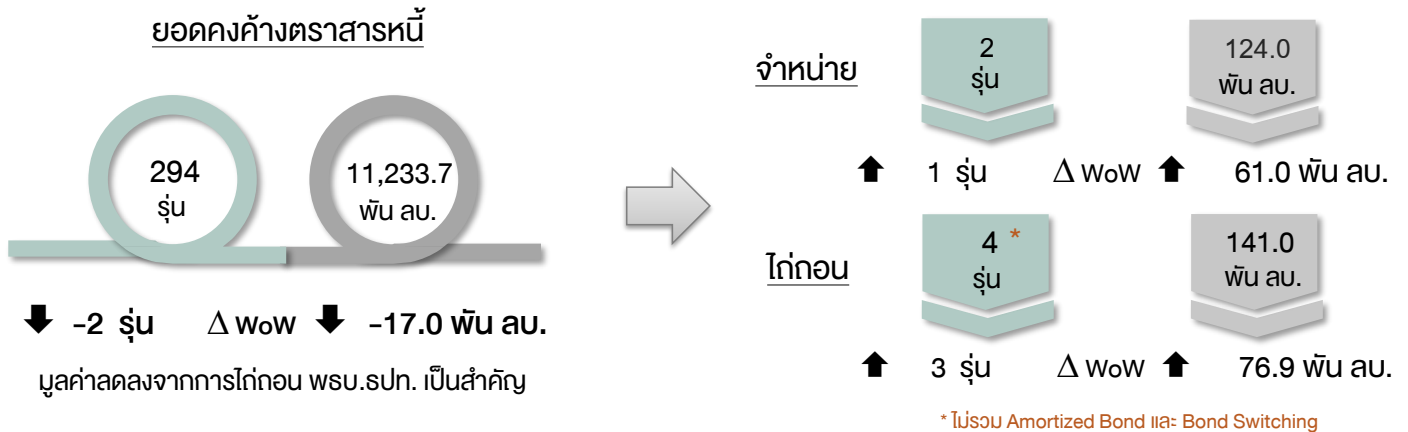 ยอดคงค้างตราสารหนี้
294
รุ่น
11,233.7
พัน ลบ.
-2 รุ่น Δ WoW -17.0 พัน ลบ.
มูลค่าลดลงจากการไถ่ถอน พธบ.ธปท. เป็นสำคัญ
จำหน่าย
2
รุ่น
124.0
พัน ลบ.
1 รุ่น Δ WoW 61.0 พัน ลบ.
ไถ่ถอน
4 *
รุ่น
141.0
พัน ลบ.
3 รุ่น Δ WoW 76.9 พัน ลบ.
* ไม่รวม Amortized Bond และ Bond Switching